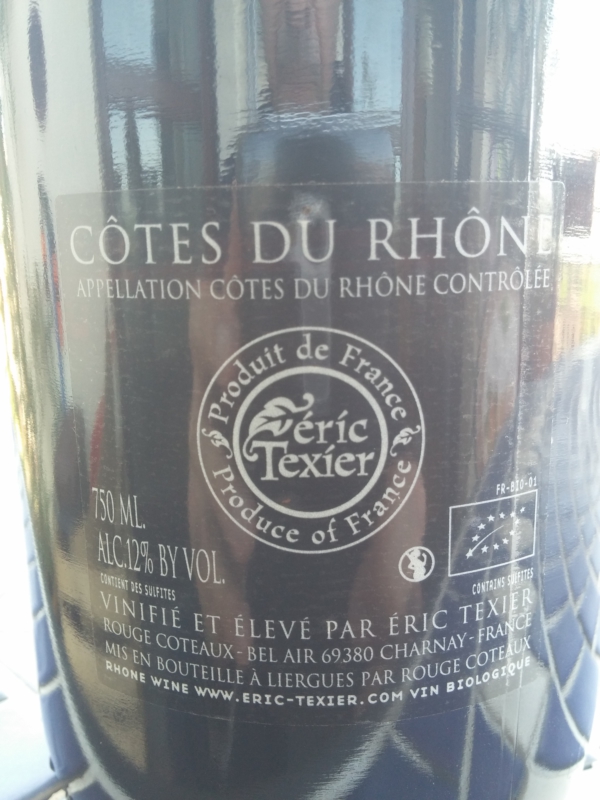 CÔTES DU RHÔNE
APPELLATION CÔTES DU RHÔNE CONTRÔLÉE
Produit de France
éric
Texier
Produce of France
750 ML.
ALC.12% BY VOL.
CONTIENT DES SULFITES
FR-BIO-01
CONTAINS SULFITES
VINIFIÉ ET ÉLEVÉ PAR ÉRIC TEXIER
ROUGE COTEAUX - BEL AIR 69380 CHARNAY - FRANCE
MIS EN BOUTEILLE À LIERGUES PAR ROUGE COTEAUX
RHONE WINE WWW.ERIC-TEXIER.COM VIN BIOLOGIQUE